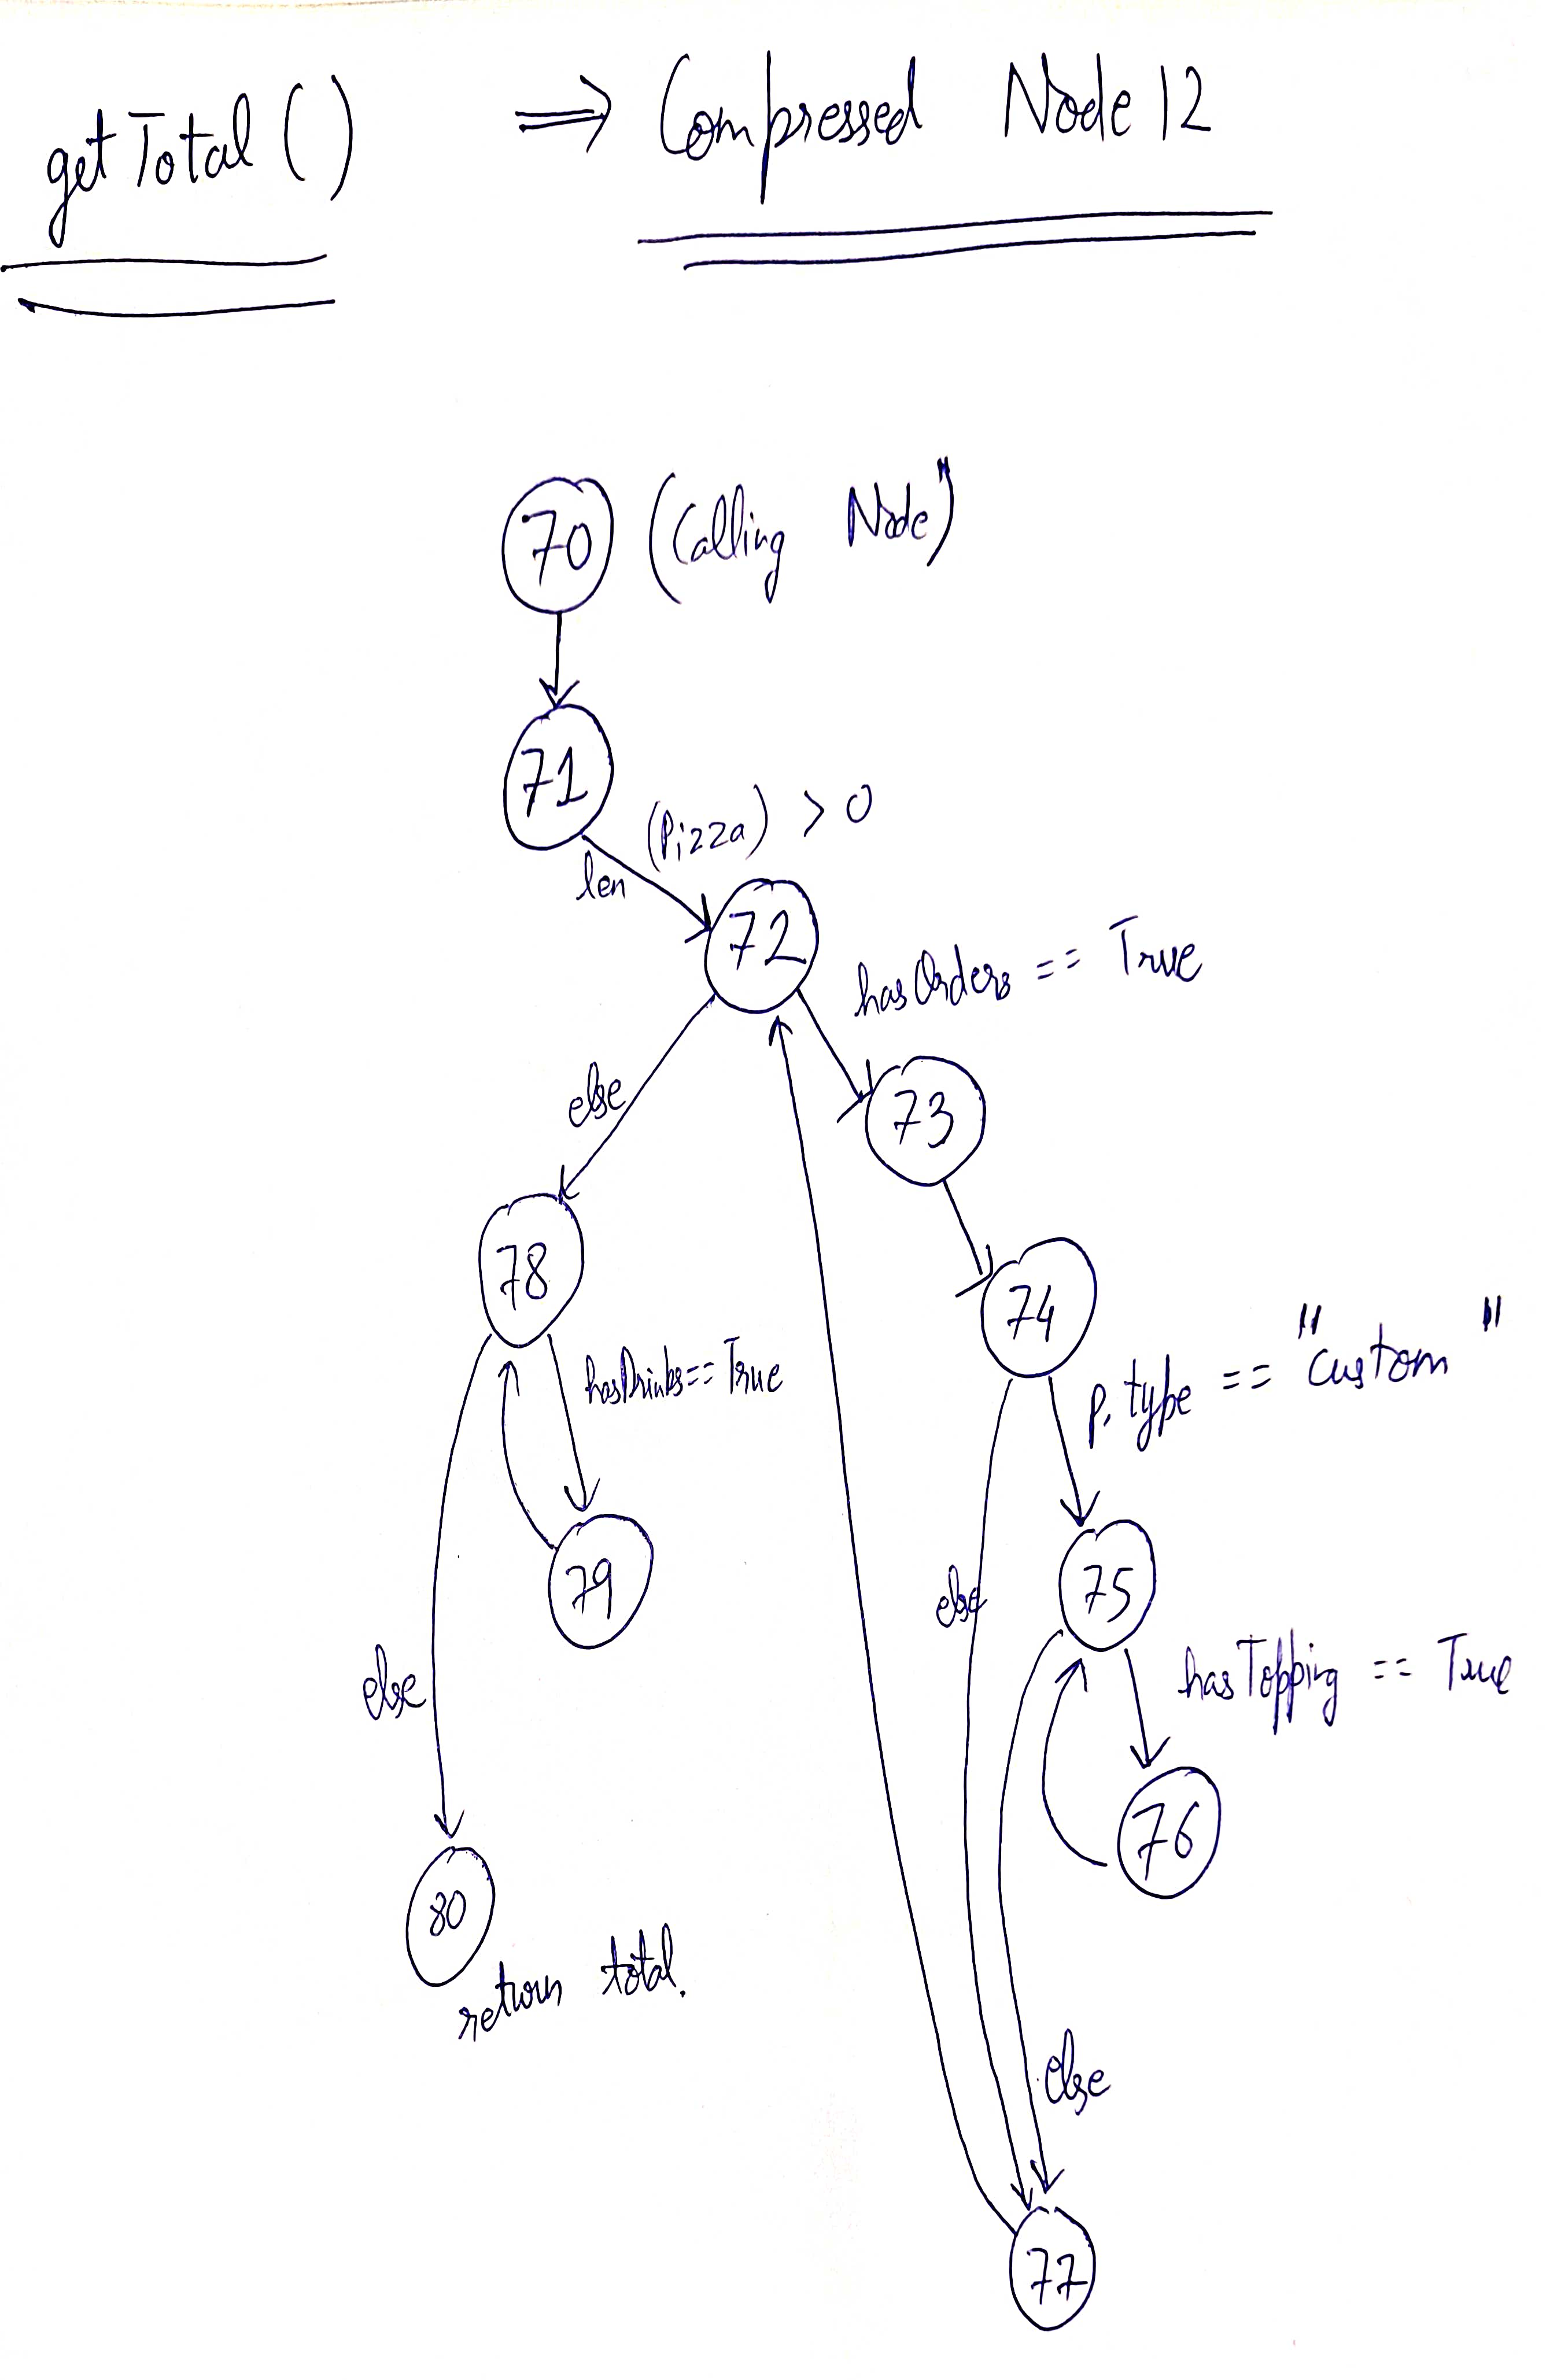 getTotal () ⇒ Compressed Node 12
70 (Calling Node")
71
len (Pizza) > 0
72
hasOrders == True
else
73
78
74
hasDrinks == True
p. type == "custom"
79
75
else
else
hasTopping == True
76
80
return total.
else
77